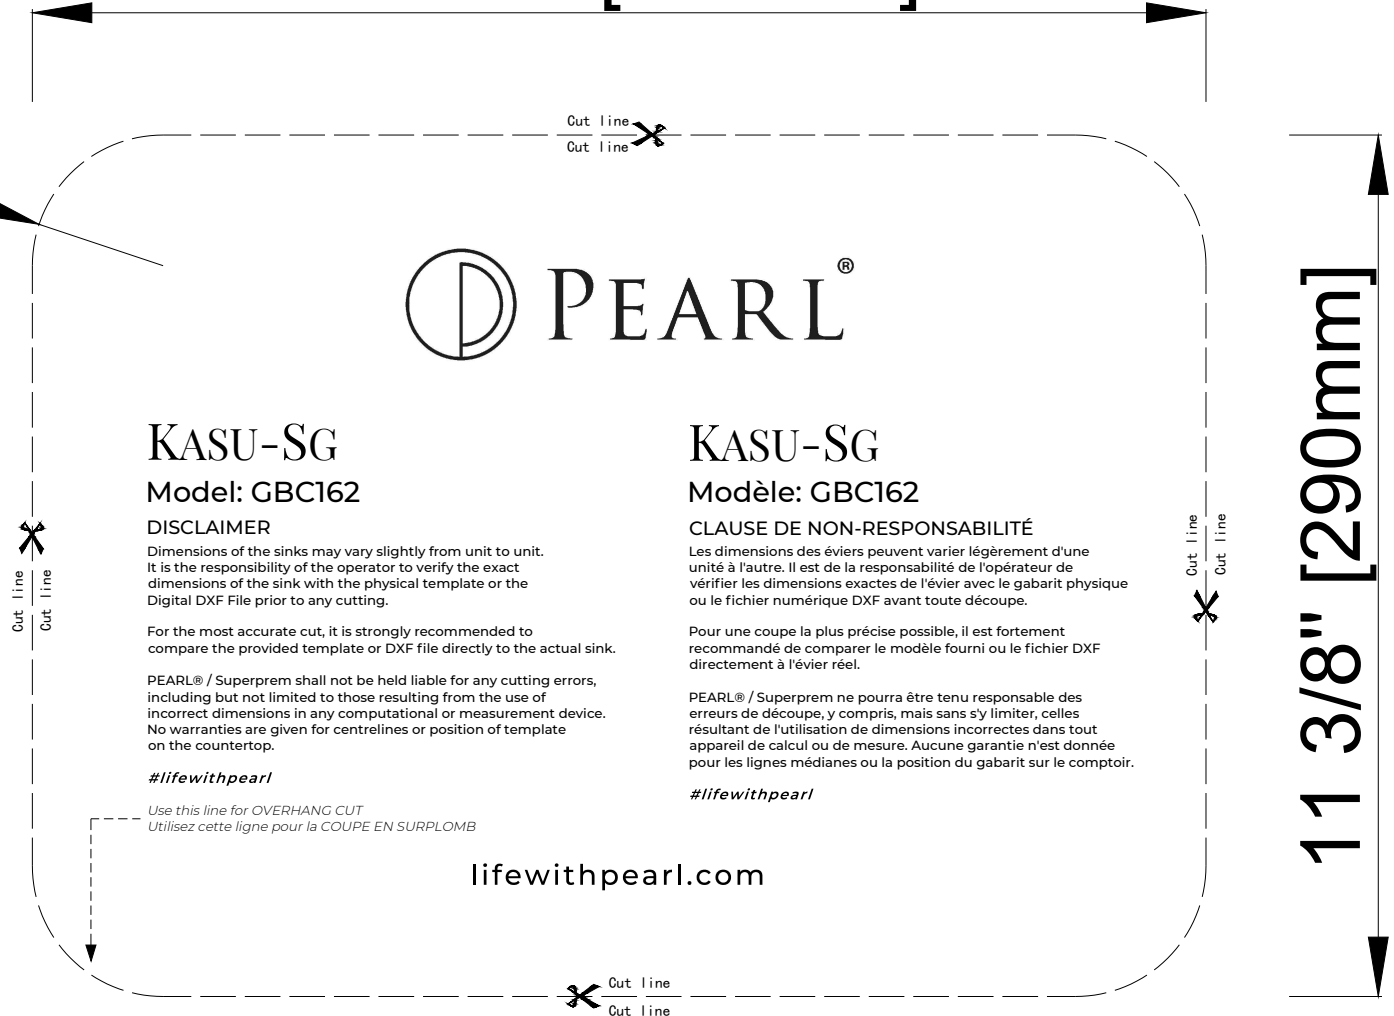 Cut line
Cut line
PEARL®
KASU-SG
Model: GBC162
DISCLAIMER
Dimensions of the sinks may vary slightly from unit to unit.
It is the responsibility of the operator to verify the exact
dimensions of the sink with the physical template or the
Digital DXF File prior to any cutting.
For the most accurate cut, it is strongly recommended to
compare the provided template or DXF file directly to the actual sink.
PEARL® / Superprem shall not be held liable for any cutting errors,
including but not limited to those resulting from the use of
incorrect dimensions in any computational or measurement device.
No warranties are given for centrelines or position of template
on the countertop.
#lifewithpearl
Use this line for OVERHANG CUT
Utilisez cette ligne pour la COUPE EN SURPLOMB
KASU-SG
Modèle: GBC162
CLAUSE DE NON-RESPONSABILITÉ
Les dimensions des éviers peuvent varier légèrement d'une
unité à l'autre. Il est de la responsabilité de l'opérateur de
vérifier les dimensions exactes de l'évier avec le gabarit physique
ou le fichier numérique DXF avant toute découpe.
Pour une coupe la plus précise possible, il est fortement
recommandé de comparer le modèle fourni ou le fichier DXF
directement à l'évier réel.
PEARL® / Superprem ne pourra être tenu responsable des
erreurs de découpe, y compris, mais sans s'y limiter, celles
résultant de l'utilisation de dimensions incorrectes dans tout
appareil de calcul ou de mesure. Aucune garantie n'est donnée
pour les lignes médianes ou la position du gabarit sur le comptoir.
#lifewithpearl
lifewithpearl.com
Cut line
Cut line
Cut line
Cut line
11 3/8" [290mm]
Cut line
Cut line